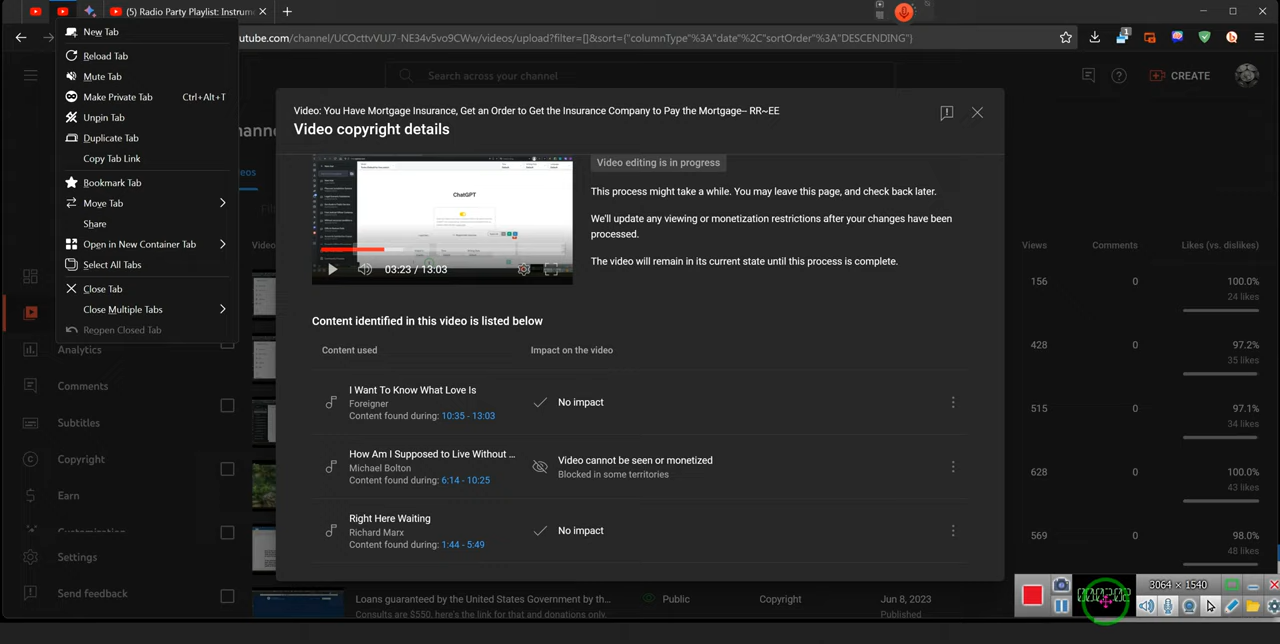 (5) Radio Party Playlist: Instrum
utube.com/channel/UCOcttvVUJ7-NE34v5vo9CWw/videos/upload?filter=[]&sort={"columnType"%3A"date"%2C"sortOrder"%3A"DESCENDING"}
1
New Tab
Reload Tab
Mute Tab
Make Private Tab Ctrl+Alt+T
Unpin Tab
Duplicate Tab
Copy Tab Link
Bookmark Tab
Move Tab
Share
Open in New Container Tab
Select All Tabs
Close Tab
Close Multiple Tabs
Reopen Closed Tab
Search across your channel
CREATE
Video: You Have Mortgage Insurance, Get an Order to Get the Insurance Company to Pay the Mortgage-- RR~EE
Video copyright details
ChatGPT
03:23 / 13:03
Video editing is in progress
This process might take a while. You may leave this page, and check back later.
We'll update any viewing or monetization restrictions after your changes have been
processed.
The video will remain in its current state until this process is complete.
Content identified in this video is listed below
Content used Impact on the video
I Want To Know What Love Is
Foreigner
Content found during: 10:35 - 13:03
No impact
How Am I Supposed to Live Without ...
Michael Bolton
Content found during: 6:14 - 10:25
Video cannot be seen or monetized
Blocked in some territories
Right Here Waiting
Richard Marx
Content found during: 1:44 - 5:49
No impact
Video
Views Comments Likes (vs. dislikes)
156 0 100.0%
24 likes
428 0 97.2%
35 likes
515 0 97.1%
34 likes
628 0 100.0%
43 likes
569 0 98.0%
48 likes
Analytics
Comments
Subtitles
Copyright
Earn
Customization
Settings
Send feedback
Loans guaranteed by the United States Government by th...
Consults are $550. here's the link for that and donations only.
Public
Copyright
Jun 8, 2023
Published
3064 × 1540